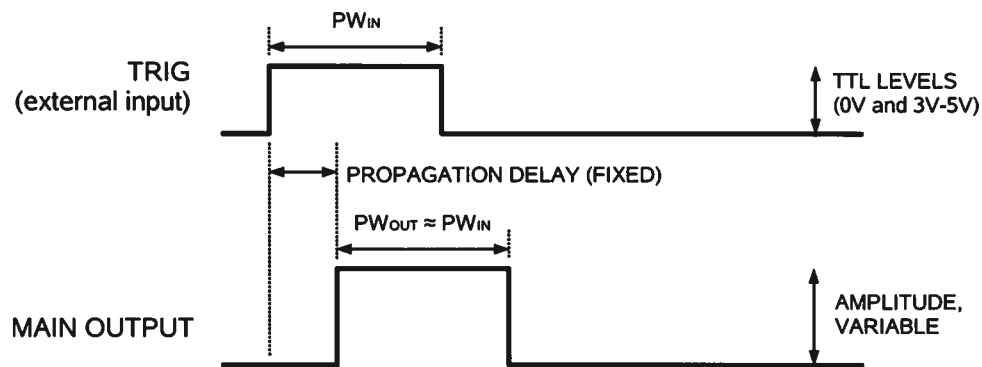 PWIN
TRIG
(external input)
TTL LEVELS
(0V and 3V-5V)
PROPAGATION DELAY (FIXED)
PWOUT ≈ PWIN
MAIN OUTPUT
AMPLITUDE,
VARIABLE